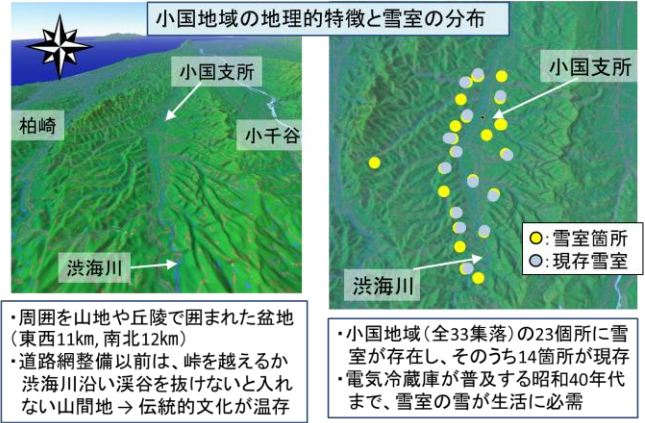 小国地域の地理的特徴と雪室の分布
小国支所
柏崎
小千谷
渋海川
小国支所
○:雪室箇所
○:現存雪室
渋海川
・周囲を山地や丘陵で囲まれた盆地
(東西11km, 南北12km)
・道路網整備以前は、峠を越えるか
渋海川沿い渓谷を抜けないと入れ
ない山間地 → 伝統的文化が温存
・小国地域（全33集落）の23個所に雪
室が存在し、そのうち14箇所が現存
・電気冷蔵庫が普及する昭和40年代
まで、雪室の雪が生活に必需